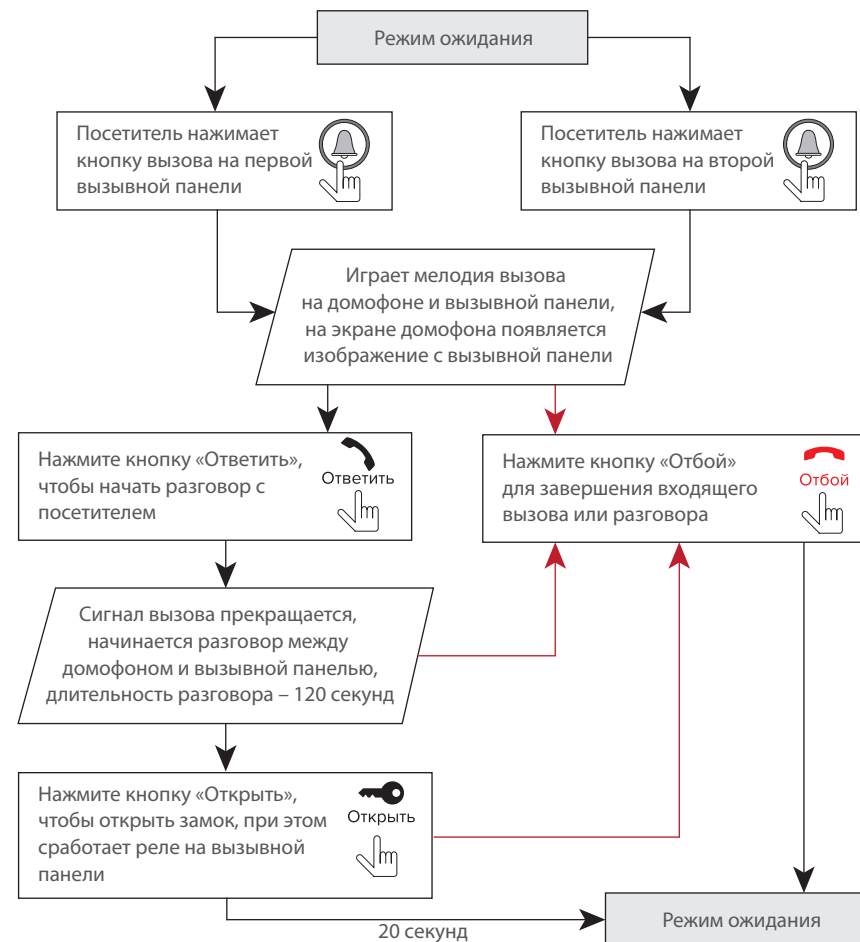 Режим ожидания
Посетитель нажимает
кнопку вызова на первой
вызывной панели
Посетитель нажимает
кнопку вызова на второй
вызывной панели
Играет мелодия вызова
на домофоне и вызывной панели,
на экране домофона появляется
изображение с вызывной панели
Нажмите кнопку «Ответить»,
чтобы начать разговор с
посетителем
Ответить
Нажмите кнопку «Отбой»
для завершения входящего
вызова или разговора
Отбой
Сигнал вызова прекращается,
начинается разговор между
домофоном и вызывной панелью,
длительность разговора – 120 секунд
Нажмите кнопку «Открыть»,
чтобы открыть замок, при этом
сработает реле на вызывной
панели
Открыть
20 секунд
Режим ожидания